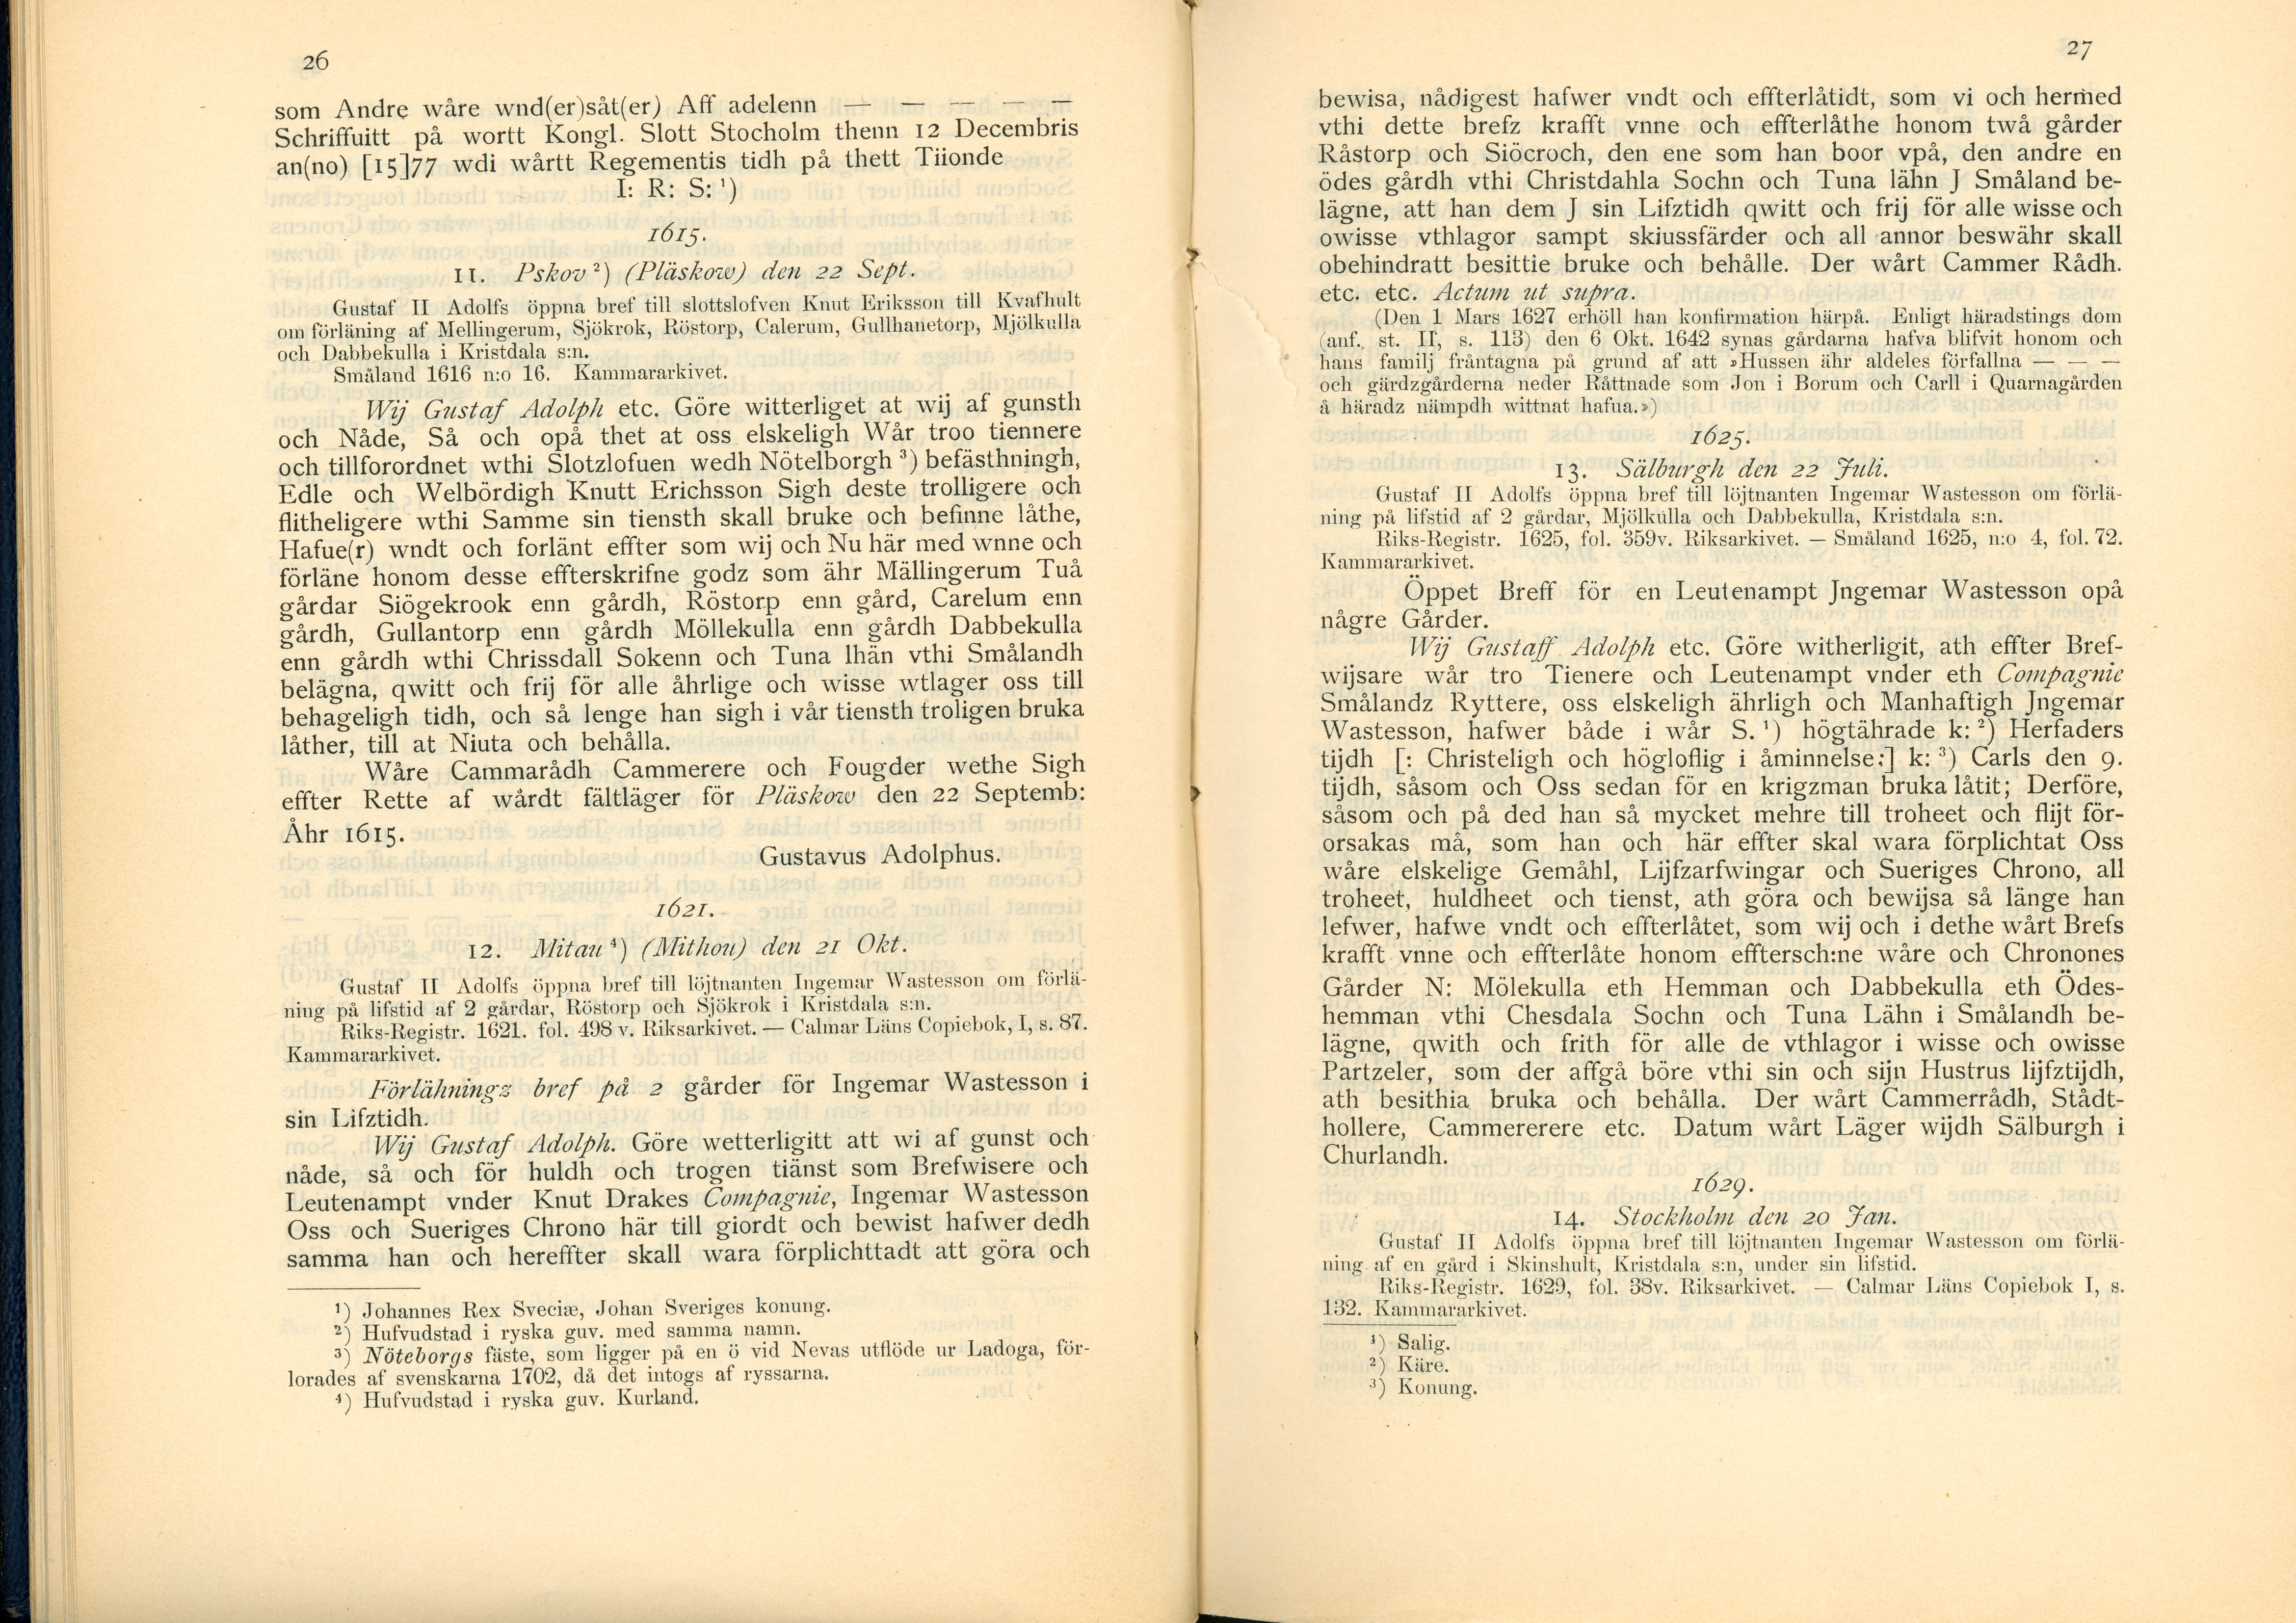 26
som Andre wåre wnd(er)såt(er) Aff adelenn — — — — —
Schriffuitt på wortt Kongl. Slott Stocholm thenn 12 Decembris
an(no) [15]77 wdi wårtt Regementis tidh på thett Tiionde
I: R: S: ¹)
1615.
11. Pskov ²) (Pläskow) den 22 Sept.
Gustaf II Adolfs öppna bref till slottslofven Knut Eriksson till Kvafhult
om förläning af Mellingerum, Sjökrok, Röstorp, Calerum, Gullhanetorp, Mjölkulla
och Dabbekulla i Kristdala s:n.
Småland 1616 n:o 16. Kammararkivet.
Wij Gustaf Adolph etc. Göre witterliget at wij af gunsth
och Nåde, Så och opå thet at oss elskeligh Wår troo tiennere
och tillforordnet wthi Slotzlofuen wedh Nötelborgh ³) befästhningh,
Edle och Welbördigh Knutt Erichsson Sigh deste trolligere och
flitheligere wthi Samme sin tiensth skall bruke och befinne låthe,
Hafue(r) wndt och forlänt effter som wij och Nu här med wnne och
förläne honom desse effterskrifne godz som ähr Mällingerum Tuå
gårdar Siögekrook enn gårdh, Röstorp enn gård, Carelum enn
gårdh, Gullantorp enn gårdh Möllekulla enn gårdh Dabbekulla
enn gårdh wthi Chrissdall Sokenn och Tuna lhän vthi Smålandh
belägna, qwitt och frij för alle åhrlige och wisse wtlager oss till
behageligh tidh, och så lenge han sigh i vår tiensth troligen bruka
låther, till at Niuta och behålla.
Wåre Cammarådh Cammerere och Fougder wethe Sigh
effter Rette af wårdt fältläger för Pläskow den 22 Septemb:
Åhr 1615.
Gustavus Adolphus.
1621.
12. Mitau ⁴) (Mithou) den 21 Okt.
Gustaf II Adolfs öppna bref till löjtnanten Ingemar Wastesson om förlä-
ning på lifstid af 2 gårdar, Röstorp och Sjökrok i Kristdala s:n.
Riks-Registr. 1621. fol. 498 v. Riksarkivet. — Calmar Läns Copiebok, I, s. 87.
Kammararkivet.
Förlähningz bref på 2 gårder för Ingemar Wastesson i
sin Lifztidh.
Wij Gustaf Adolph. Göre wetterligitt att wi af gunst och
nåde, så och för huldh och trogen tiänst som Brefwisere och
Leutenampt vnder Knut Drakes Compagnie, Ingemar Wastesson
Oss och Sueriges Chrono här till giordt och bewist hafwer dedh
samma han och hereffter skall wara förplichttadt att göra och
¹) Johannes Rex Sveciæ, Johan Sveriges konung.
²) Hufvudstad i ryska guv. med samma namn.
³) Nöteborgs fäste, som ligger på en ö vid Nevas utflöde ur Ladoga, för-
lorades af svenskarna 1702, då det intogs af ryssarna.
⁴) Hufvudstad i ryska guv. Kurland.
27
bewisa, nådigest hafwer vndt och effterlåtidt, som vi och hermed
vthi dette brefz krafft vnne och effterlåthe honom twå gårder
Råstorp och Siöcroch, den ene som han boor vpå, den andre en
ödes gårdh vthi Christdahla Sochn och Tuna lähn J Småland be-
lägne, att han dem J sin Lifztidh qwitt och frij för alle wisse och
owisse vthlagor sampt skiussfärder och all annor beswähr skall
obehindratt besittie bruke och behålle. Der wårt Cammer Rådh.
etc. etc. Actum ut supra.
(Den 1 Mars 1627 erhöll han konfirmation härpå. Enligt häradstings dom
(anf. st. II, s. 113) den 6 Okt. 1642 synas gårdarna hafva blifvit honom och
hans familj fråntagna på grund af att »Hussen ähr aldeles förfallna — — —
och gärdzgårderna neder Råttnade som Jon i Borum och Carll i Quarnagården
å häradz nämpdh wittnat hafua.»)
1625.
13. Sälburgh den 22 Juli.
Gustaf II Adolfs öppna bref till löjtnanten Ingemar Wastesson om förlä-
ning på lifstid af 2 gårdar, Mjölkulla och Dabbekulla, Kristdala s:n.
Riks-Registr. 1625, fol. 359v. Riksarkivet. — Småland 1625, n:o 4, fol. 72.
Kammararkivet.
Öppet Breff för en Leutenampt Jngemar Wastesson opå
någre Gårder.
Wij Gustaff Adolph etc. Göre witherligit, ath effter Bref-
wijsare wår tro Tienere och Leutenampt vnder eth Compagnie
Smålandz Ryttere, oss elskeligh ährligh och Manhaftigh Jngemar
Wastesson, hafwer både i wår S. ¹) högtährade k: ²) Herfaders
tijdh [: Christeligh och högloflig i åminnelse:] k: ³) Carls den 9.
tijdh, såsom och Oss sedan för en krigzman bruka låtit; Derföre,
såsom och på ded han så mycket mehre till troheet och flijt för-
orsakas må, som han och här effter skal wara förplichtat Oss
wåre elskelige Gemåhl, Lijfzarfwingar och Sueriges Chrono, all
troheet, huldheet och tienst, ath göra och bewijsa så länge han
lefwer, hafwe vndt och effterlåtet, som wij och i dethe wårt Brefs
krafft vnne och effterlåte honom efftersch:ne wåre och Chronones
Gårder N: Mölekulla eth Hemman och Dabbekulla eth Ödes-
hemman vthi Chesdala Sochn och Tuna Lähn i Smålandh be-
lägne, qwith och frith för alle de vthlagor i wisse och owisse
Partzeler, som der affgå böre vthi sin och sijn Hustrus lijfztijdh,
ath besithia bruka och behålla. Der wårt Cammerrådh, Stådt-
hollere, Cammererere etc. Datum wårt Läger wijdh Sälburgh i
Churlandh.
1629.
14. Stockholm den 20 Jan.
Gustaf II Adolfs öppna bref till löjtnanten Ingemar Wastesson om förlä-
ning af en gård i Skinshult, Kristdala s:n, under sin lifstid.
Riks-Registr. 1629, fol. 38v. Riksarkivet. — Calmar Läns Copiebok I, s.
132. Kammararkivet.
¹) Salig.
²) Käre.
³) Konung.